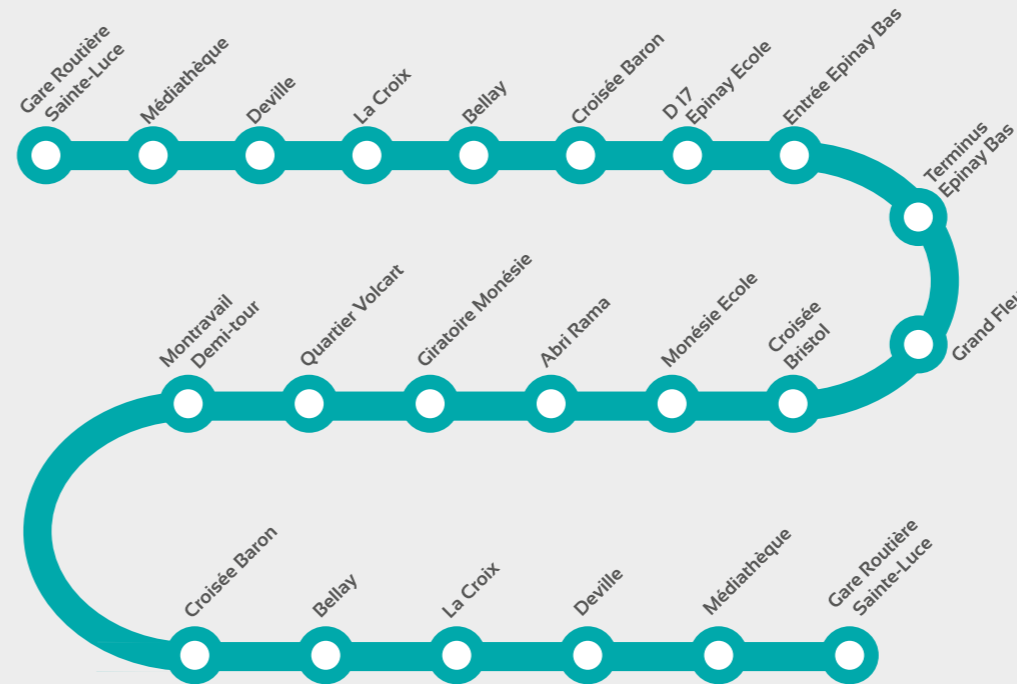 Gare Routière
Sainte-Luce
Médiathèque
Deville
La Croix
Bellay
Croisée Baron
D 17
Epinay Ecole
Entrée Epinay Bas
Terminus
Epinay Bas
Grand Fleu
Croisée
Bristol
Monésie Ecole
Abri Rama
Giratoire Monésie
Quartier Volcart
Montravail
Demi-tour
Croisée Baron
Bellay
La Croix
Deville
Médiathèque
Gare Routière
Sainte-Luce